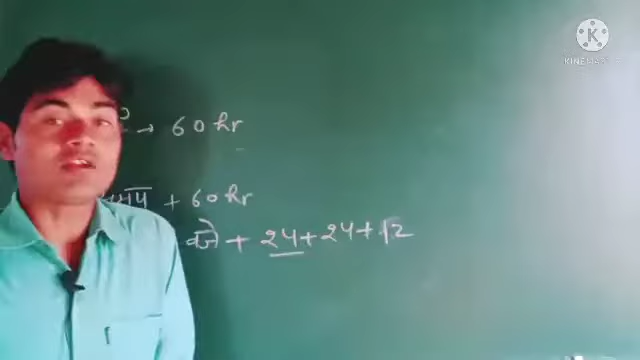 → 60 hr
+ 60 hr
बजे + 24 + 24 + 12
KINEMASTER